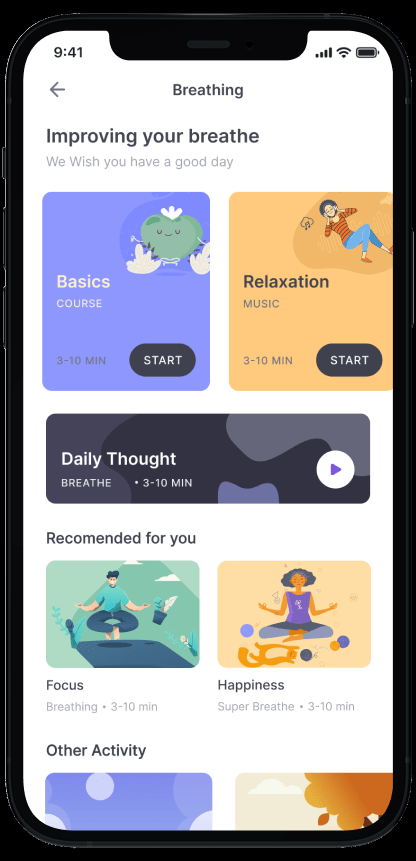 9:41
Breathing
Improving your breathe
We Wish you have a good day
Basics
COURSE
3-10 MIN
START
Relaxation
MUSIC
3-10 MIN
START
Daily Thought
BREATHE • 3-10 MIN
Recomended for you
Focus
Breathing • 3-10 min
Happiness
Super Breathe • 3-10 min
Other Activity